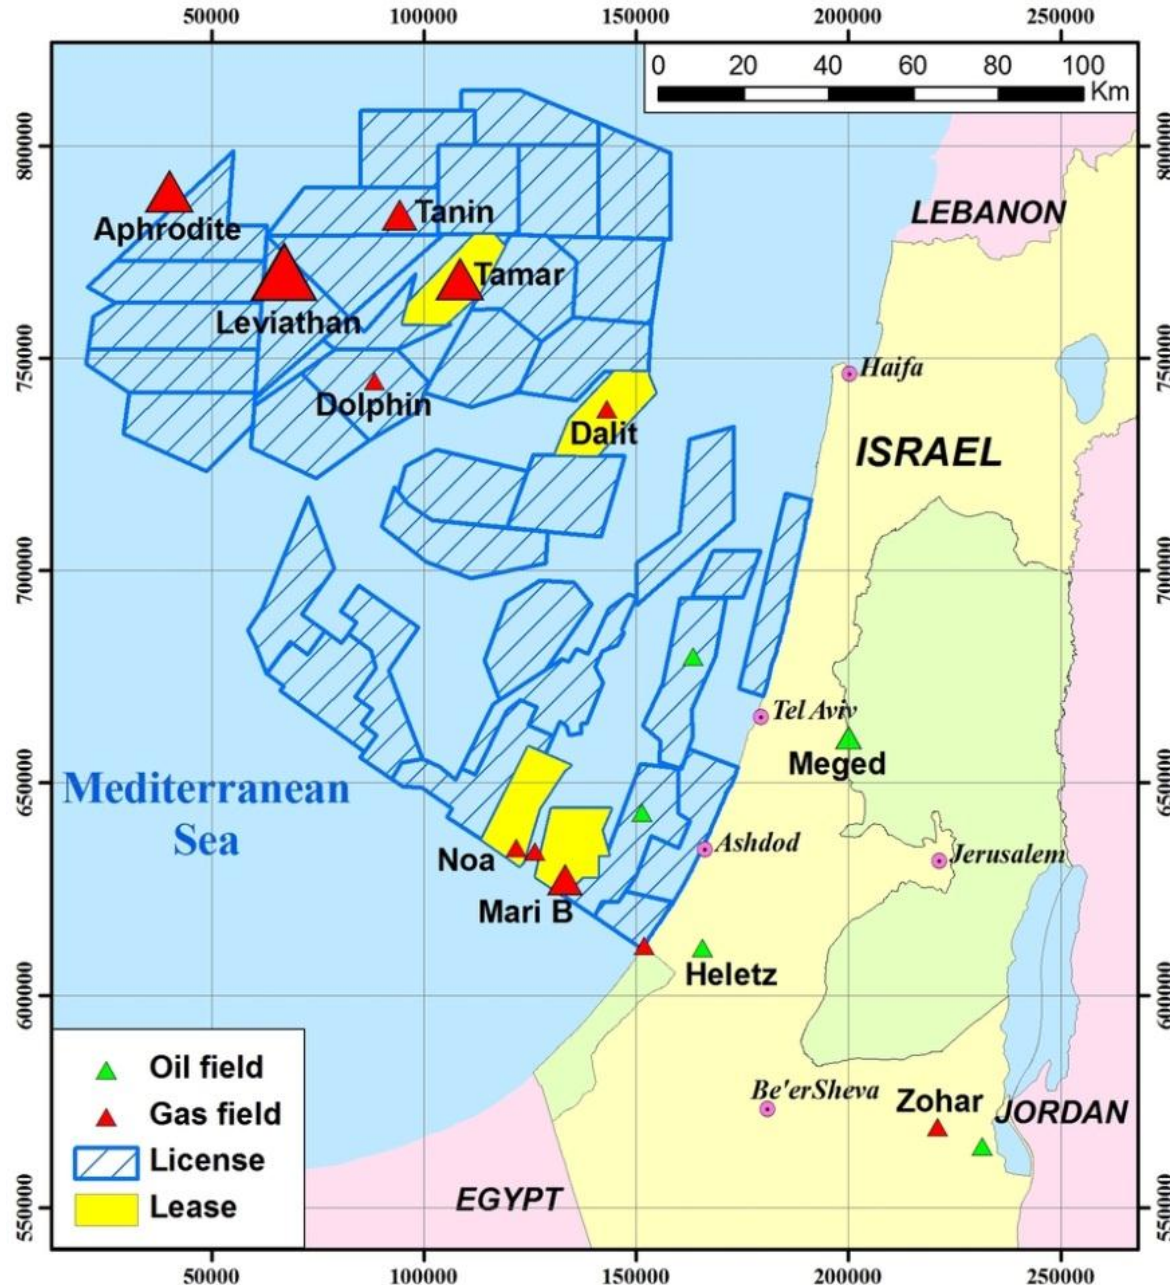 50000 100000 150000 200000 250000
0 20 40 60 80 100
Km
800000 800000
Aphrodite
Tanin
LEBANON
Tamar
Leviathan
750000 750000
Haifa
Dolphin
Dalit
ISRAEL
700000 700000
Tel Aviv
Meged
Mediterranean
Sea
650000 650000
Noa
Ashdod
Jerusalem
Mari B
Heletz
600000 600000
Oil field
Gas field
License
Lease
Be'erSheva
Zohar
JORDAN
EGYPT
550000 550000
50000 100000 150000 200000 250000